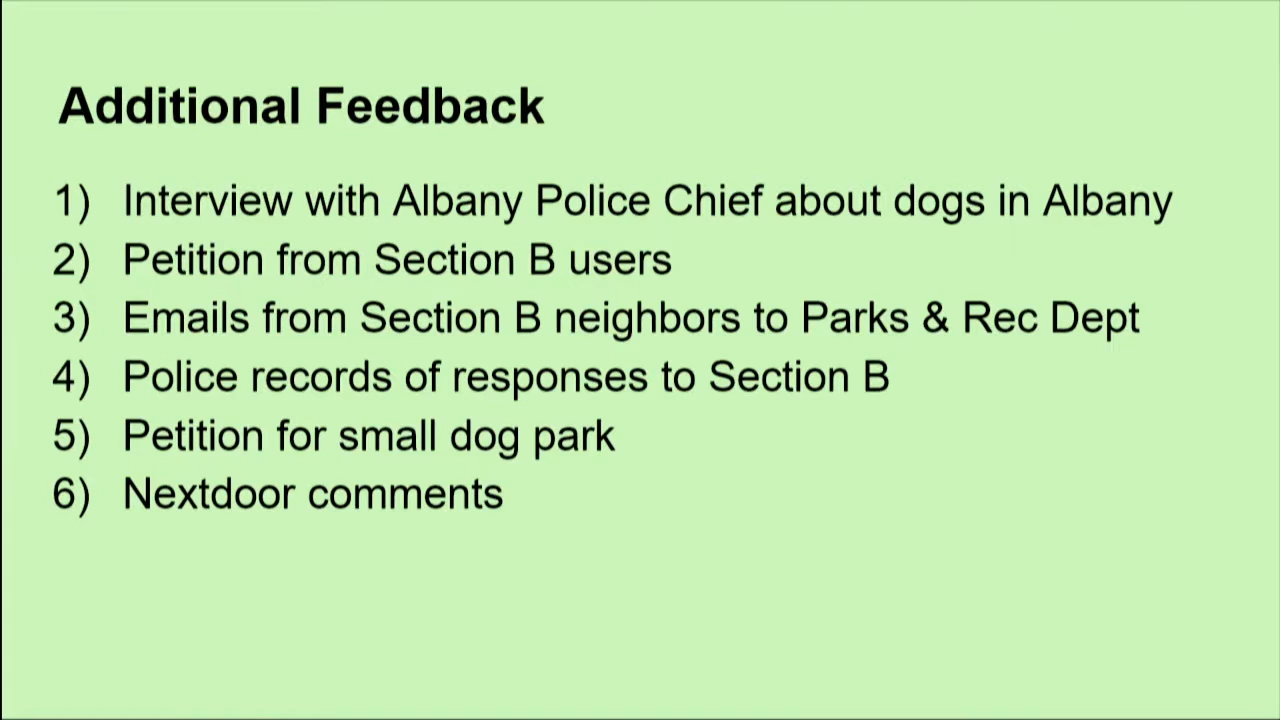 Additional Feedback
1) Interview with Albany Police Chief about dogs in Albany
2) Petition from Section B users
3) Emails from Section B neighbors to Parks & Rec Dept
4) Police records of responses to Section B
5) Petition for small dog park
6) Nextdoor comments